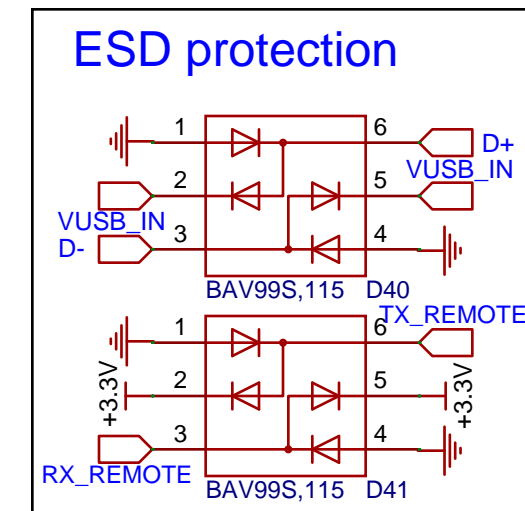 ESD protection
1
6
D+
VUSB_IN
2
5
VUSB_IN
D-
3
4
BAV99S,115 D40
1
6
TX_REMOTE
+3.3V
2
5
+3.3V
3
4
RX_REMOTE
BAV99S,115 D41